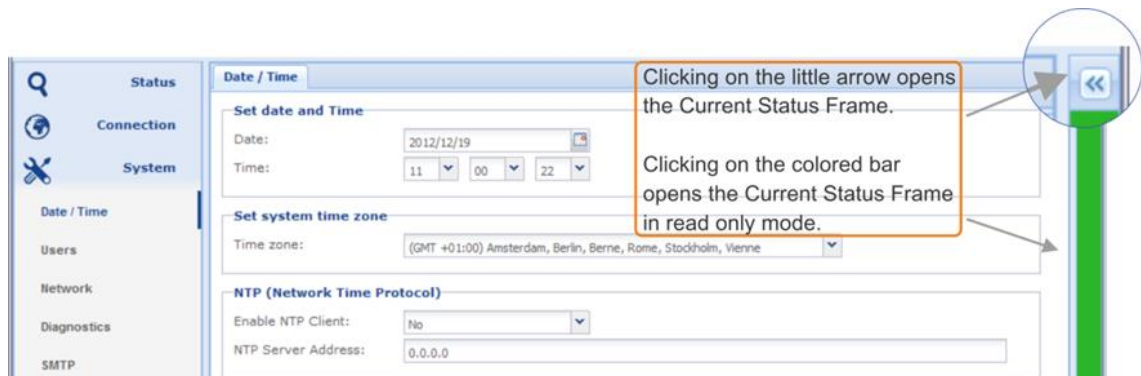 Status
Connection
System
Date / Time
Users
Network
Diagnostics
SMTP
Date / Time
Set date and Time
Date: 2012/12/19
Time: 11 00 22
Set system time zone
Time zone: (GMT +01:00) Amsterdam, Berlin, Berne, Rome, Stockholm, Vienne
NTP (Network Time Protocol)
Enable NTP Client: No
NTP Server Address: 0.0.0.0
Clicking on the little arrow opens
the Current Status Frame.
Clicking on the colored bar
opens the Current Status Frame
in read only mode.